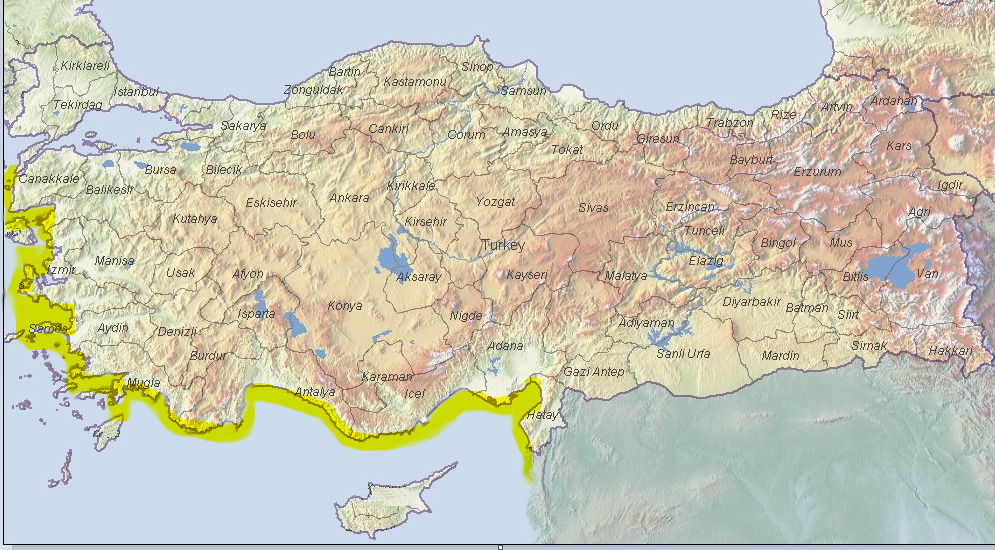 Kirklareli
Istanbul
Tekirdag
Sakarya
Zonguldak
Bartin
Kastamonu
Sinop
Samsun
Bolu
Cankiri
Corum
Amasya
Ordu
Tokat
Giresun
Trabzon
Rize
Artvin
Ardahan
Kars
Bayburt
Erzurum
Igdir
Canakkale
Balikesir
Bursa
Bilecik
Eskisehir
Ankara
Kirikkale
Yozgat
Sivas
Erzincan
Agri
Kutahya
Kirsehir
Turkey
Tunceli
Bingol
Mus
Izmir
Manisa
Usak
Afyon
Aksaray
Kayseri
Malatya
Elazig
Bitlis
Van
Samos
Aydin
Denizli
Isparta
Konya
Nigde
Adiyaman
Diyarbakir
Batman
Siirt
Burdur
Adana
Sanli Urfa
Mardin
Sirnak
Hakkari
Mugla
Antalya
Karaman
Icel
Gazi Antep
Hatay